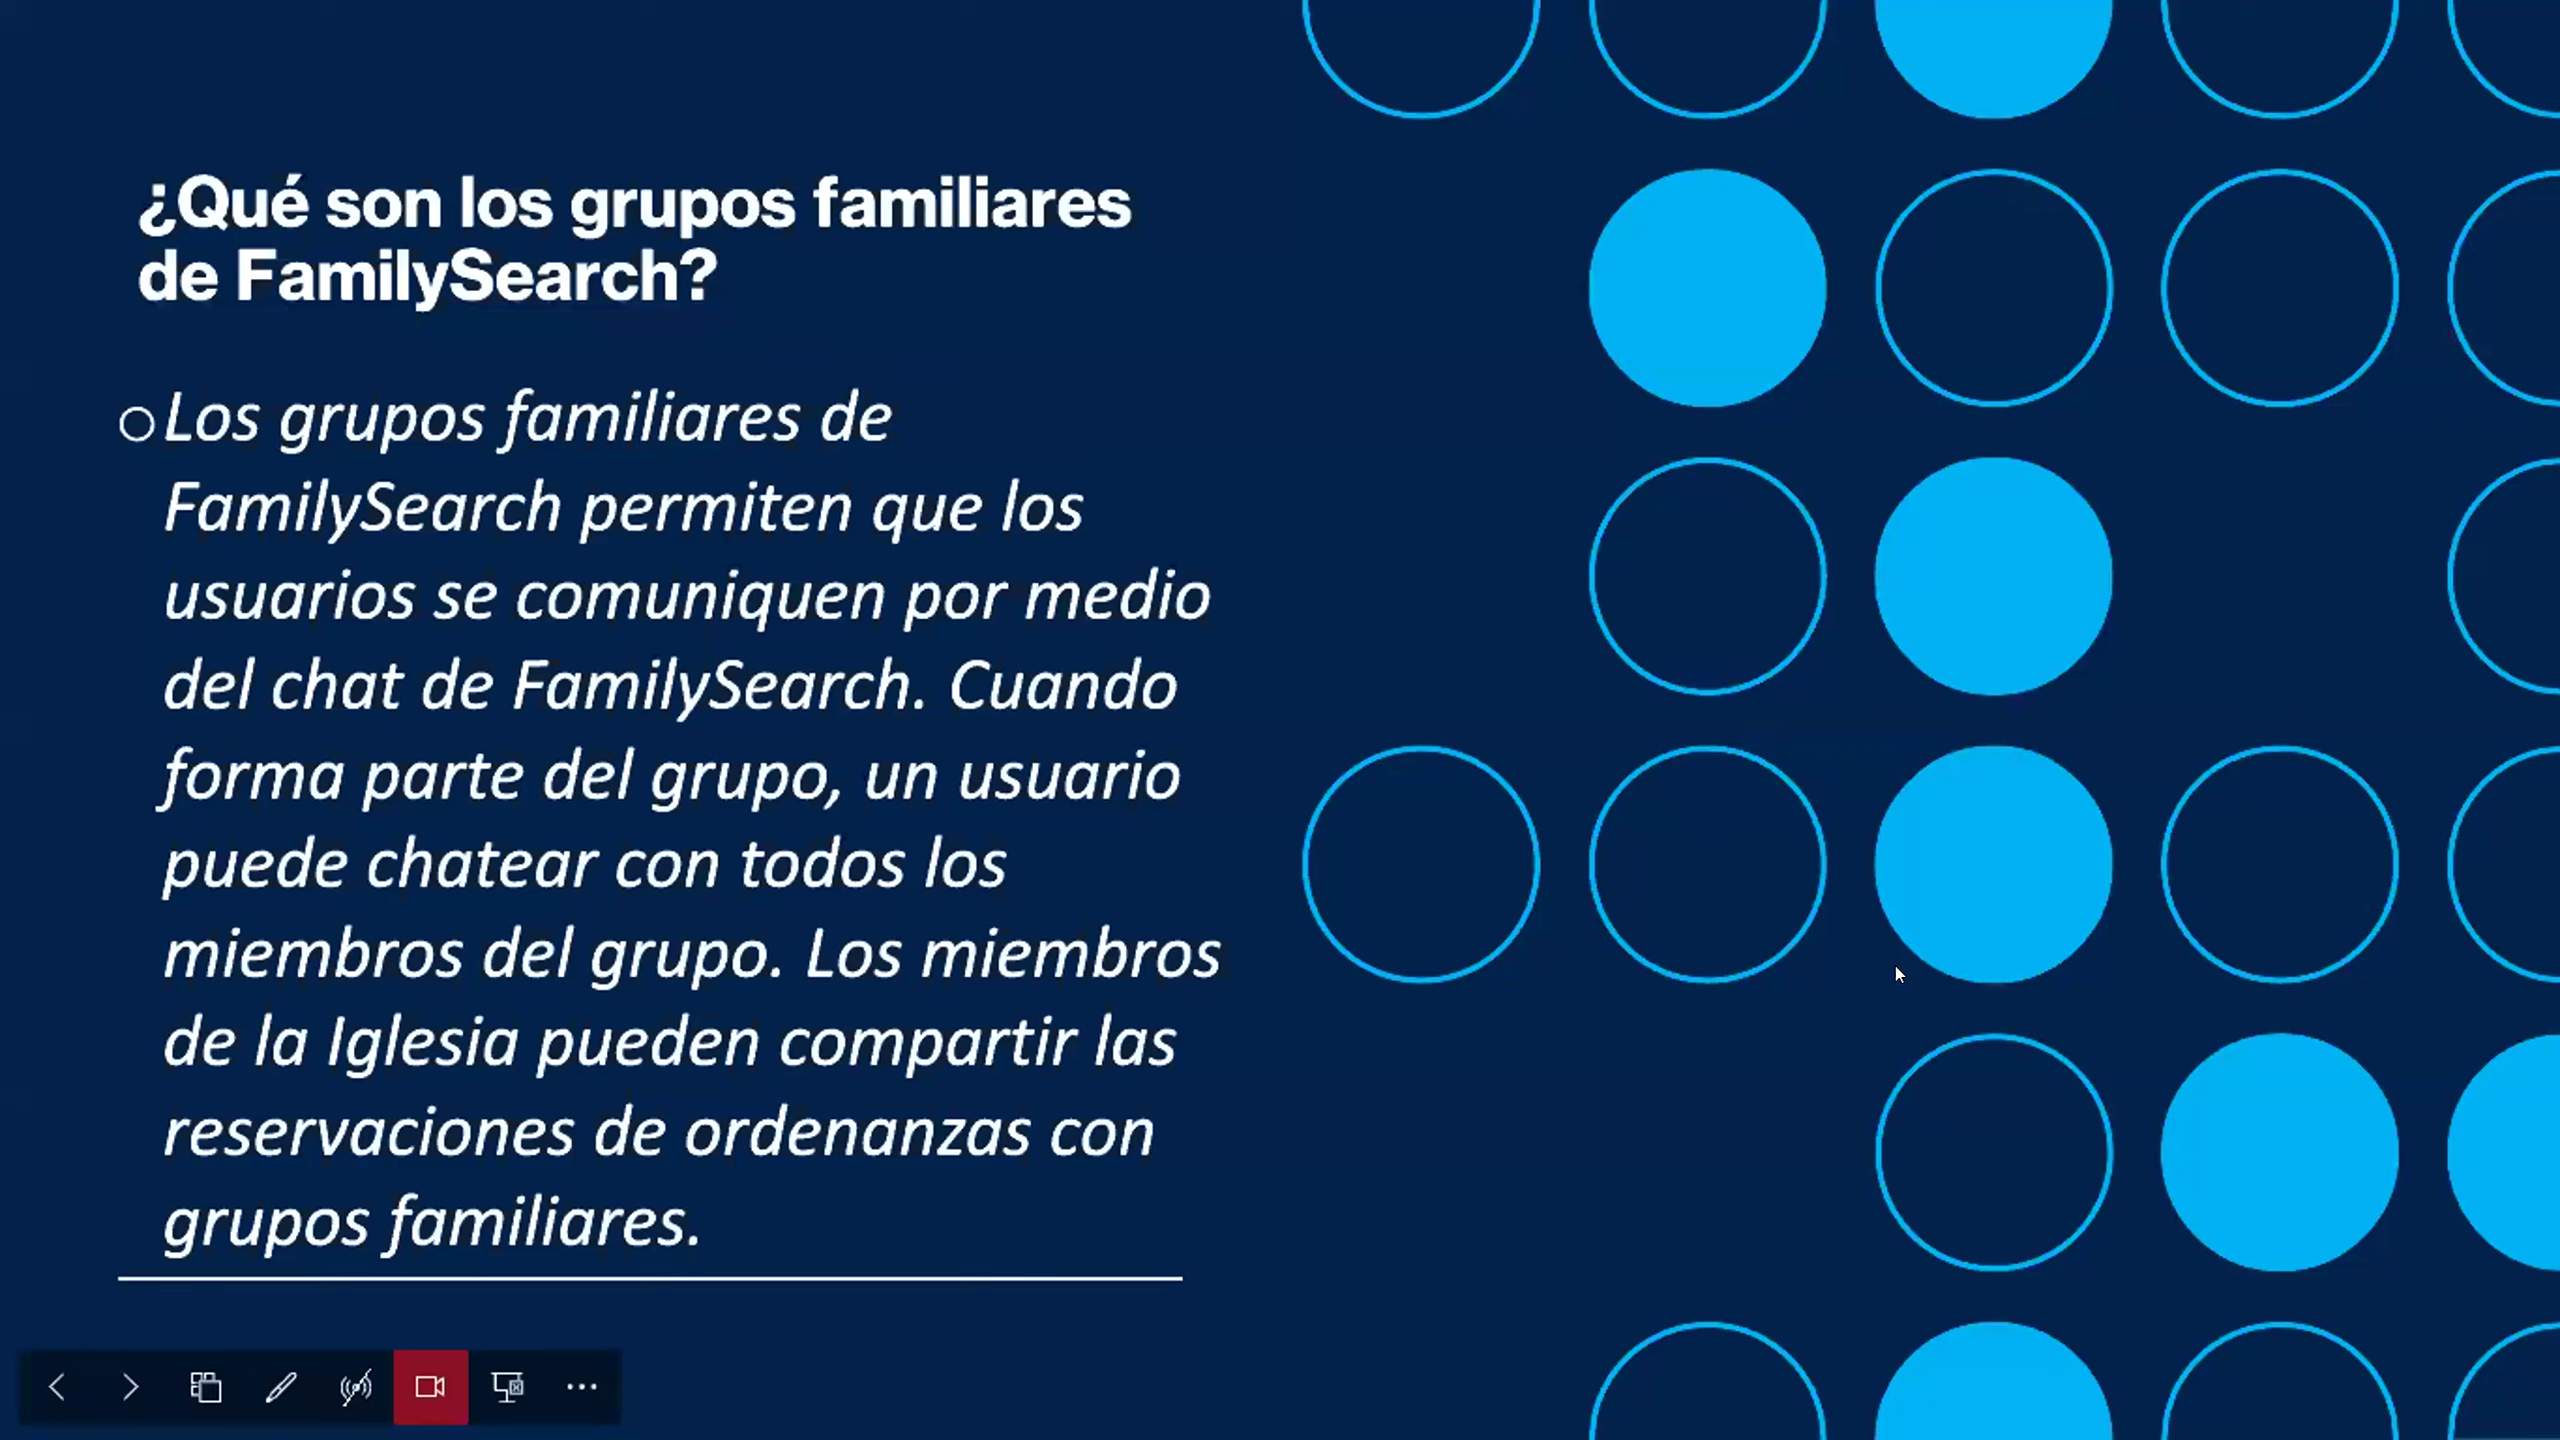 ¿Qué son los grupos familiares
de FamilySearch?
Los grupos familiares de
FamilySearch permiten que los
usuarios se comuniquen por medio
del chat de FamilySearch. Cuando
forma parte del grupo, un usuario
puede chatear con todos los
miembros del grupo. Los miembros
de la Iglesia pueden compartir las
reservaciones de ordenanzas con
grupos familiares.